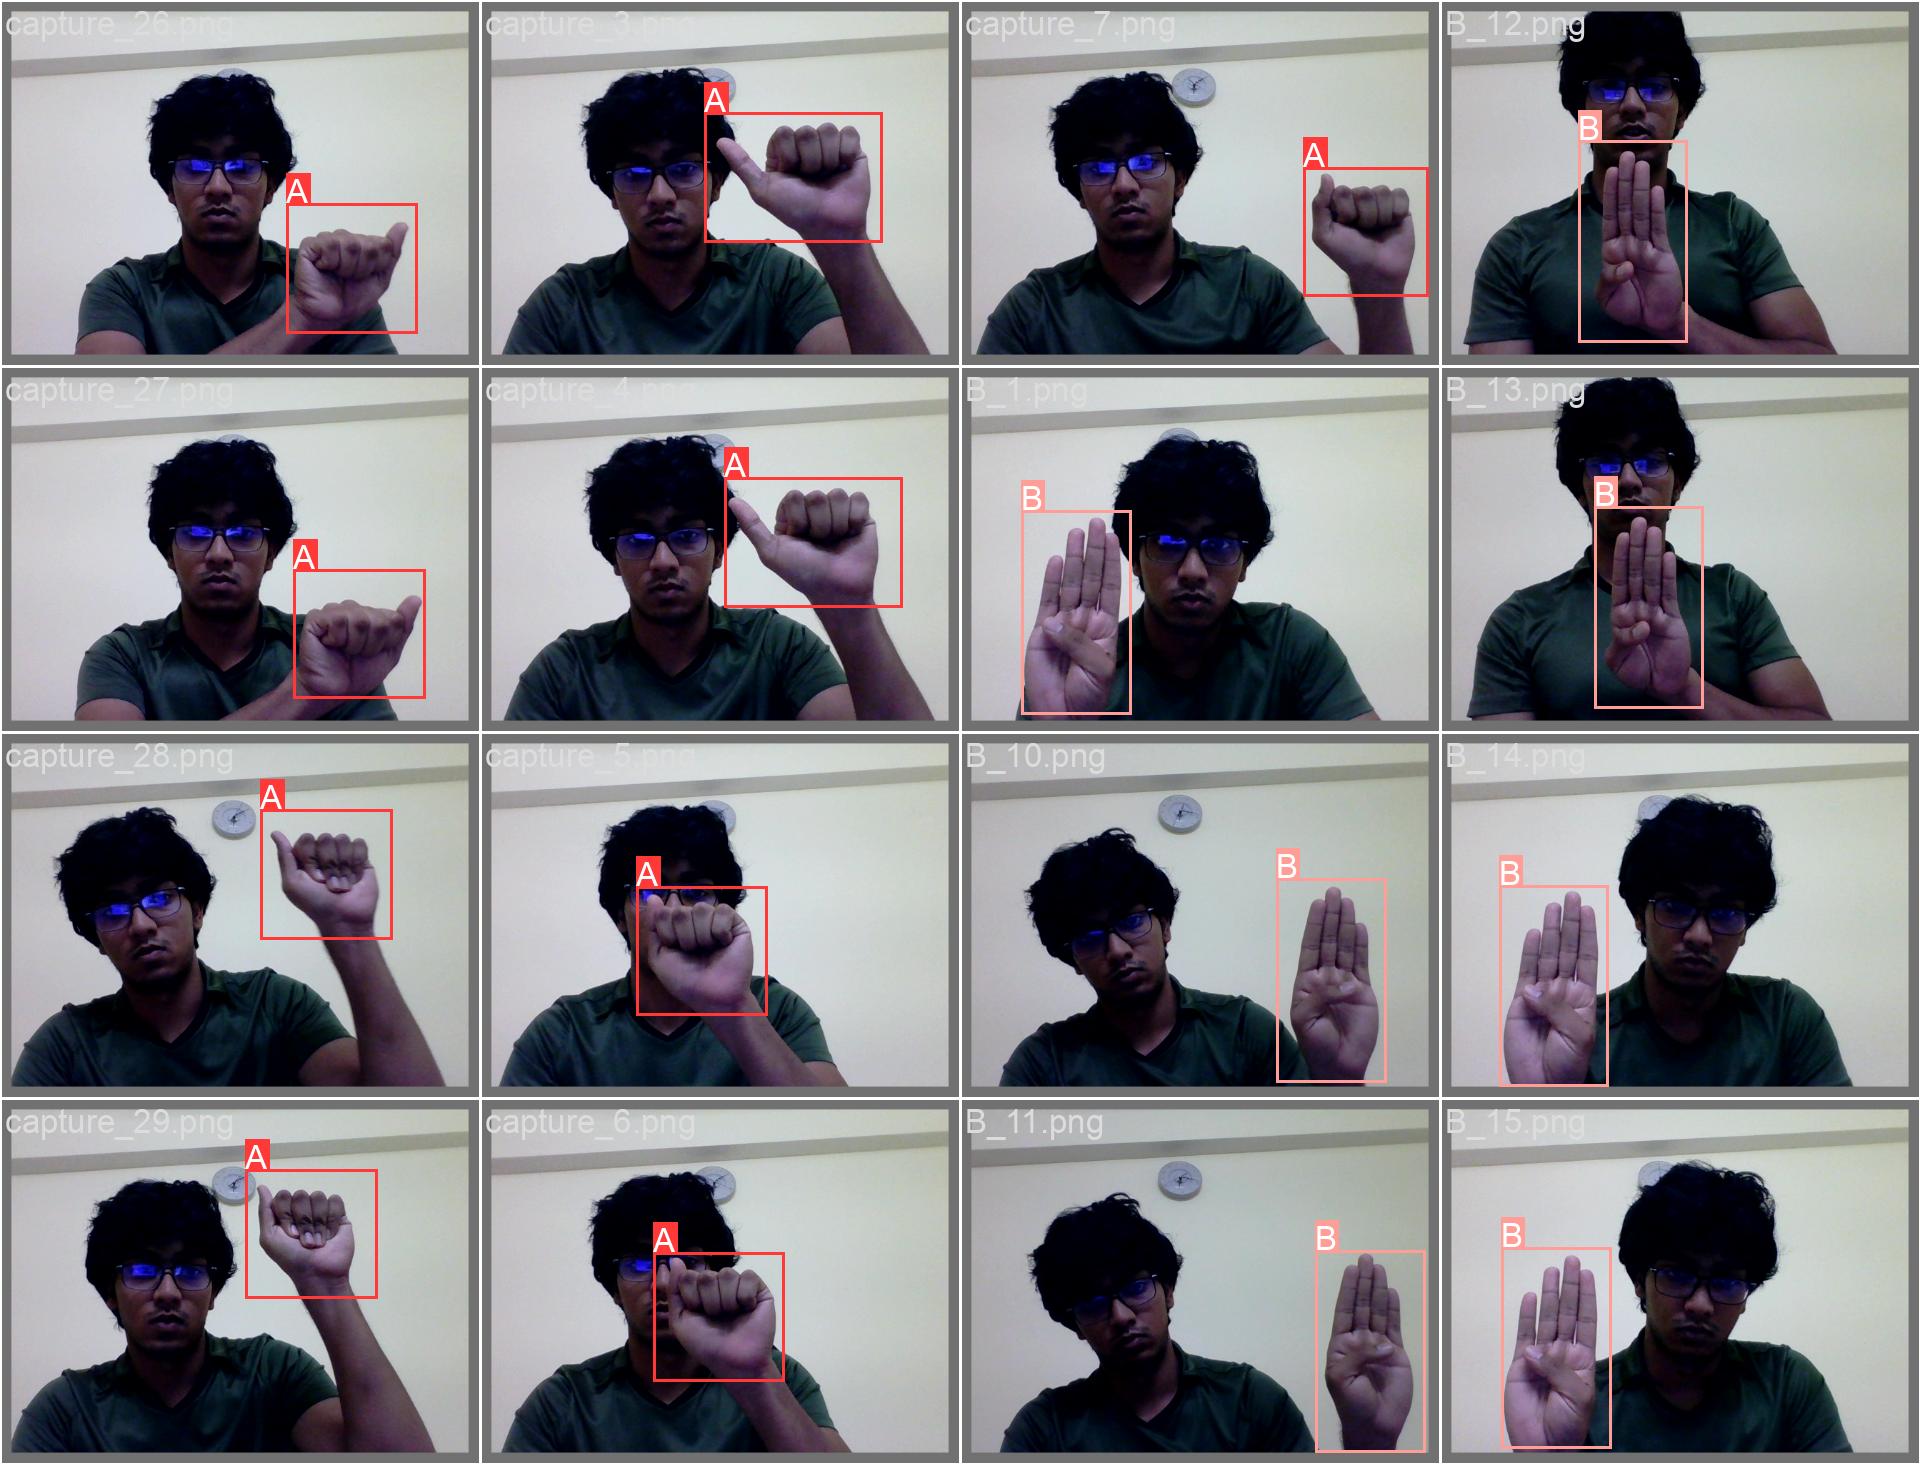 capture_26.png
A
capture_3.png
A
capture_7.png
A
B_12.png
B
capture_27.png
A
capture_4.png
A
B_1.png
B
B_13.png
B
capture_28.png
A
capture_5.png
A
B_10.png
B
B_14.png
B
capture_29.png
A
capture_6.png
A
B_11.png
B
B_15.png
B